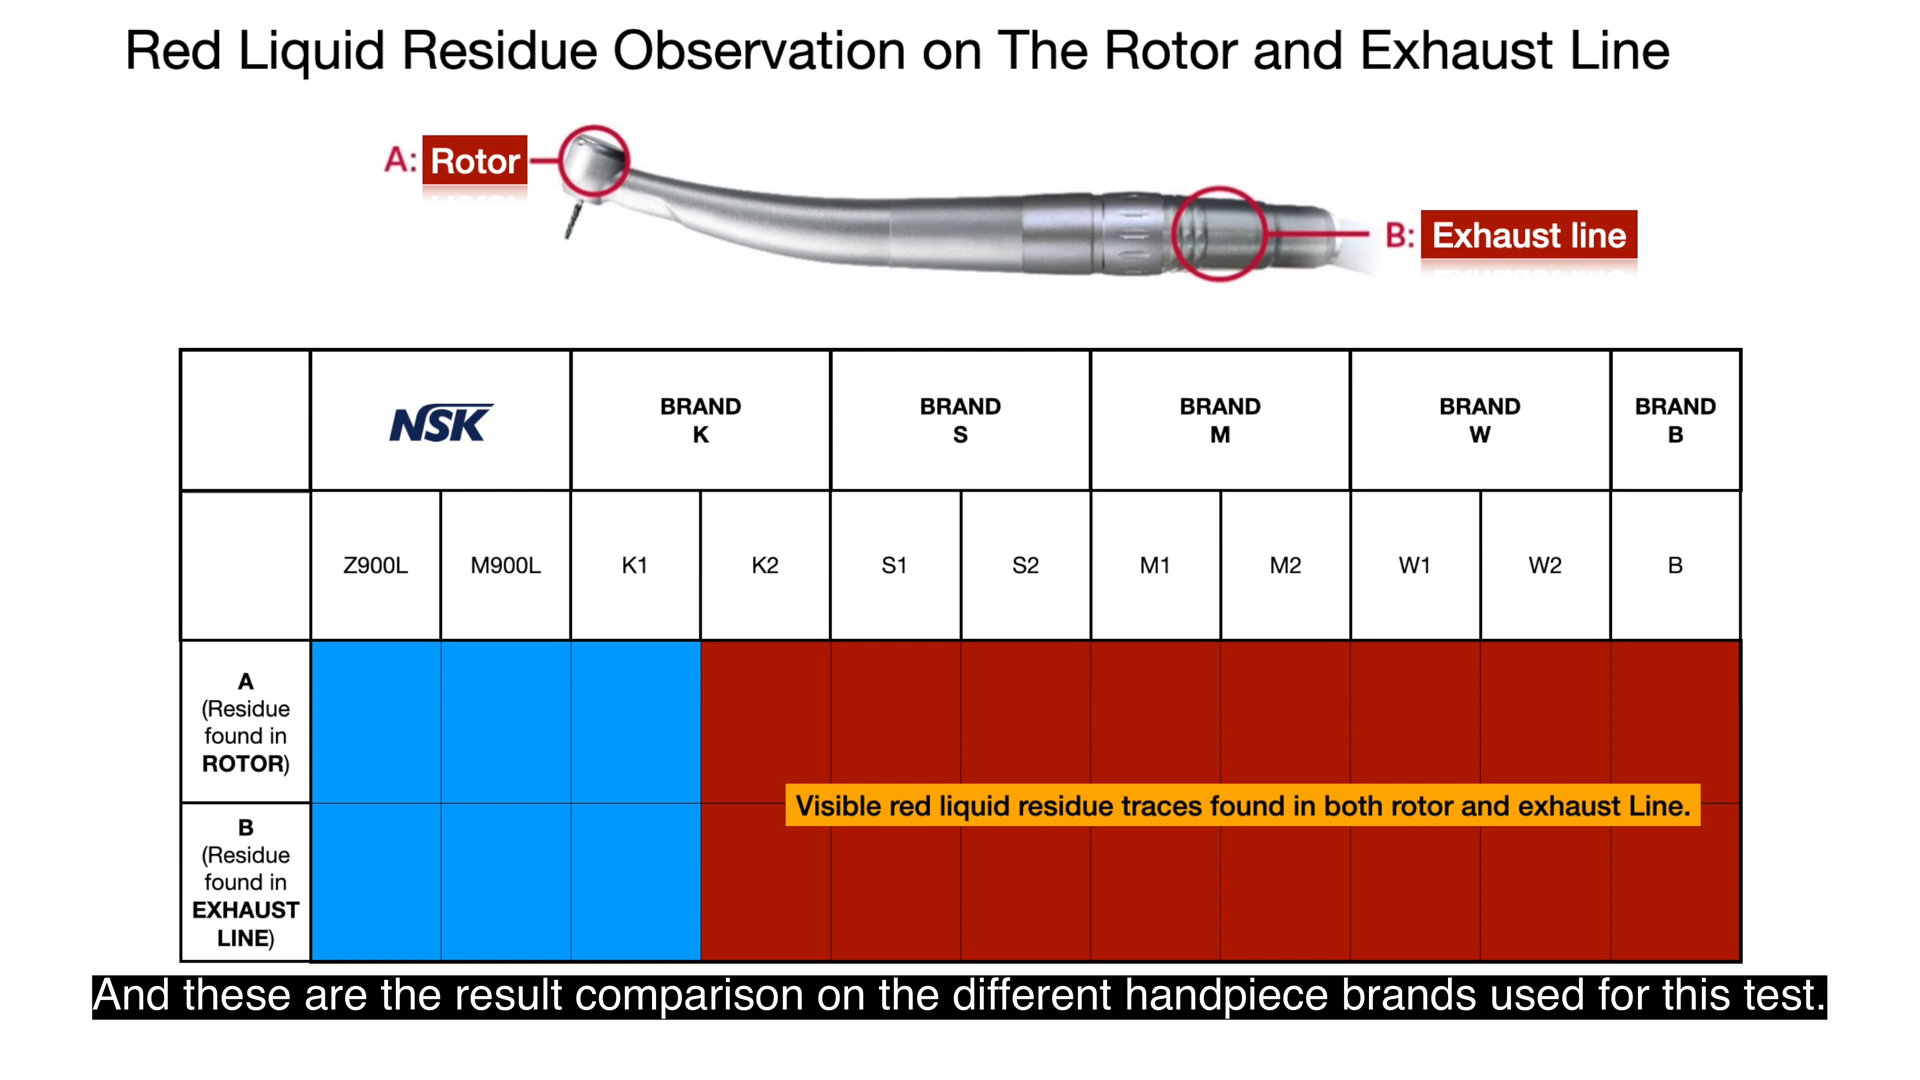 Red Liquid Residue Observation on The Rotor and Exhaust Line
A: Rotor
B: Exhaust line
NSK
BRAND
K
BRAND
S
BRAND
M
BRAND
W
BRAND
B
Z900L
M900L
K1
K2
S1
S2
M1
M2
W1
W2
B
A
(Residue
found in
ROTOR)
Visible red liquid residue traces found in both rotor and exhaust Line.
B
(Residue
found in
EXHAUST
LINE)
And these are the result comparison on the different handpiece brands used for this test.